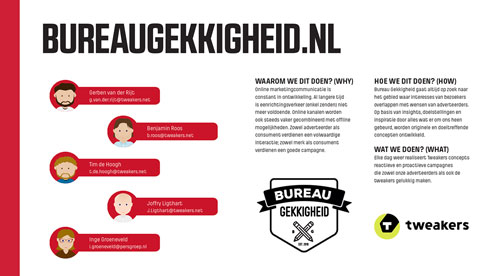 BUREAUGEKKIGHEID.NL
Gerben van der Rijt
g.van.der.rijt@tweakers.net
Benjamin Roos
b.roos@tweakers.net
Tim de Hoogh
t.de.hoogh@tweakers.net
Joffry Ligthart
j.ligthart@tweakers.net
Inge Groeneveld
i.groeneveld@persgroep.nl
WAAROM WE DIT DOEN? (WHY)
Online marketingcommunicatie is
constant in ontwikkeling. Al langere tijd
is eenrichtingsverkeer (enkel zenden) niet
meer voldoende. Online kanalen worden
ook steeds vaker gecombineerd met offline
mogelijkheden. Zowel adverteerder als
consument verdienen een volwaardige
interactie; zowel merk als consument
verdienen een goede campagne.
BUREAU
GEKKIGHEID
HOE WE DIT DOEN? (HOW)
Bureau Gekkigheid gaat altijd op zoek naar
het gebied waar interesses van bezoekers
overlappen met wensen van adverteerders.
Op basis van insights, doelstellingen en
inspiratie door alles wat er om ons heen
gebeurd, worden originele en doeltreffende
concepten ontwikkeld.
WAT WE DOEN? (WHAT)
Elke dag weer realiseert Tweakers conceptu
reactieve en proactieve campagnes
die zowel onze adverteerders als ook de
tweakers gelukkig maken.
tweakers